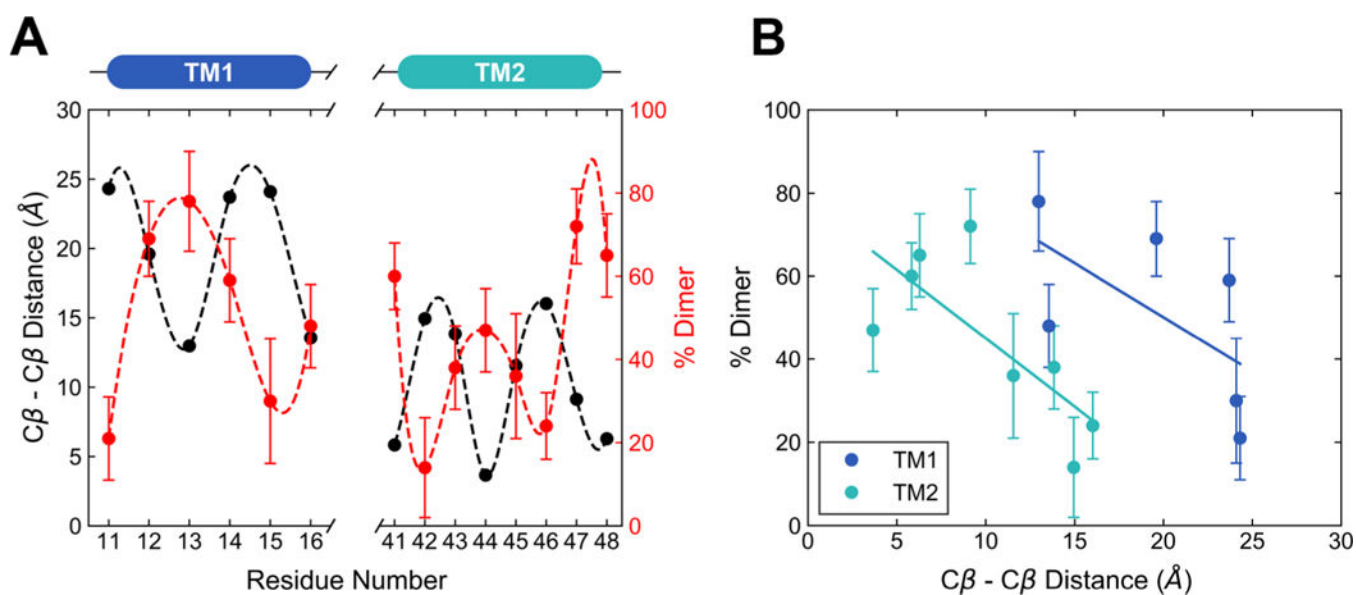 A
B
TM1
TM2
30
25
20
15
10
5
0
Cβ - Cβ Distance (Å)
100
80
60
40
20
0
% Dimer
11 12 13 14 15 16
41 42 43 44 45 46 47 48
Residue Number
100
80
60
40
20
0
% Dimer
TM1
TM2
0 5 10 15 20 25 30
Cβ - Cβ Distance (Å)